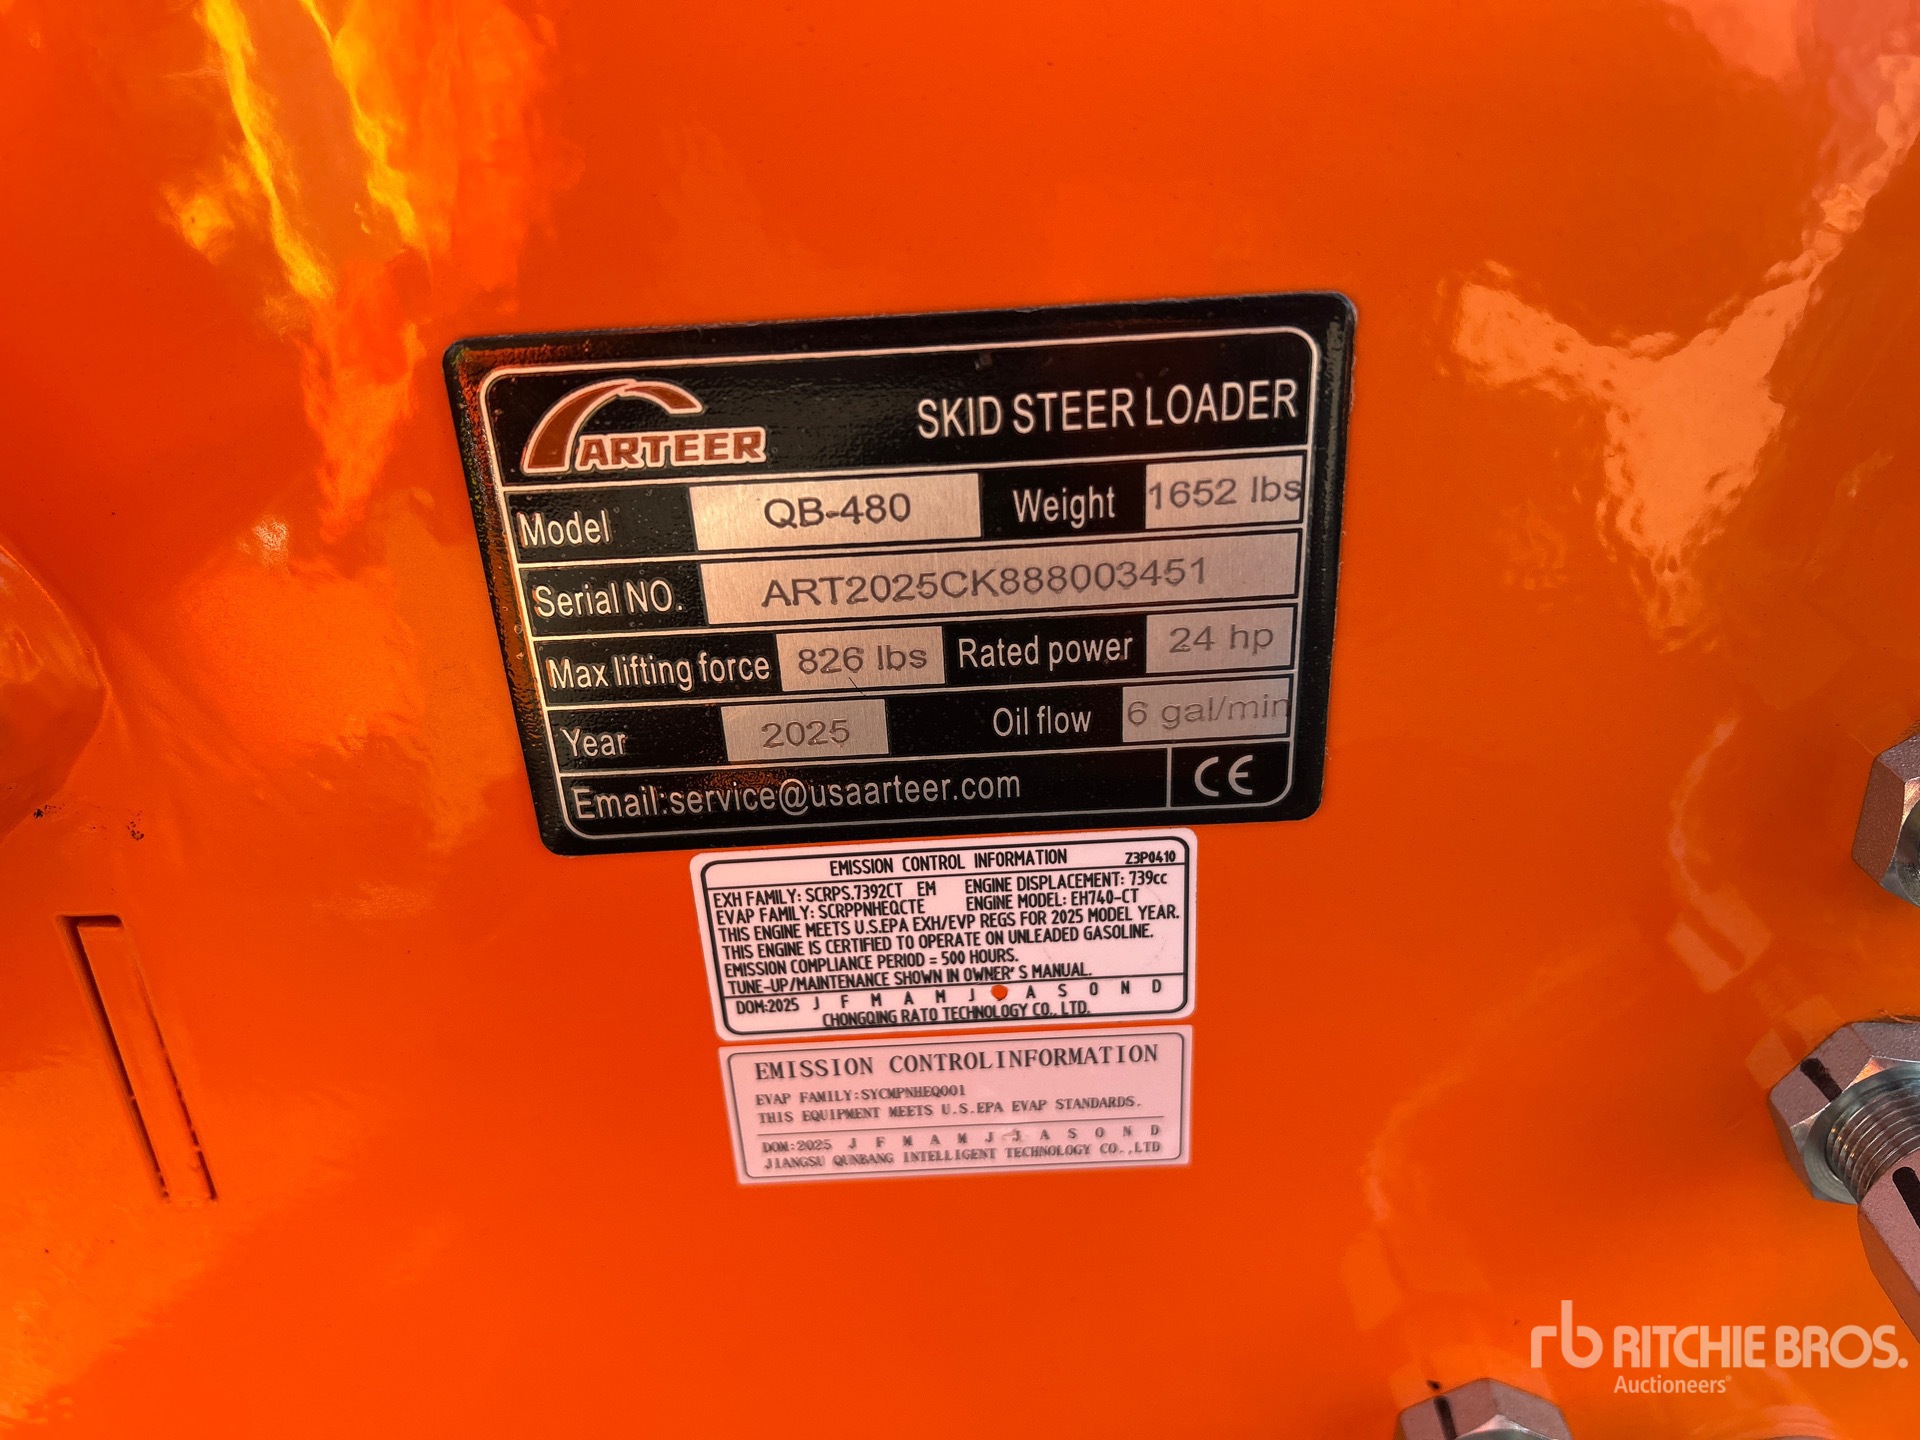 ARTEER
SKID STEER LOADER
Model QB-480 Weight 1652 lbs
Serial NO. ART2025CK888003451
Max lifting force 826 lbs Rated power 24 hp
Year 2025 Oil flow 6 gal/min
Email:service@usaarteer.com CE
EMISSION CONTROL INFORMATION Z3P0410
EXH FAMILY: SCRPS.7392CT EM ENGINE DISPLACEMENT: 739cc
EVAP FAMILY: SCRPPNHEQCTE ENGINE MODEL: EH740-CT
THIS ENGINE MEETS U.S.EPA EXH/EVP REGS FOR 2025 MODEL YEAR.
THIS ENGINE IS CERTIFIED TO OPERATE ON UNLEADED GASOLINE.
EMISSION COMPLIANCE PERIOD = 500 HOURS.
TUNE-UP/MAINTENANCE SHOWN IN OWNER'S MANUAL.
DOM:2025 J F M A M J A S O N D
CHONGQING RATO TECHNOLOGY CO., LTD.
EMISSION CONTROLINFORMATION
EVAP FAMILY:SYCMPNHEQ001
THIS EQUIPMENT MEETS U.S.EPA EVAP STANDARDS.
DOM:2025 J F M A M J J A S O N D
JIANGSU QUNBANG INTELLIGENT TECHNOLOGY CO.,LTD
rb RITCHIE BROS.
Auctioneers